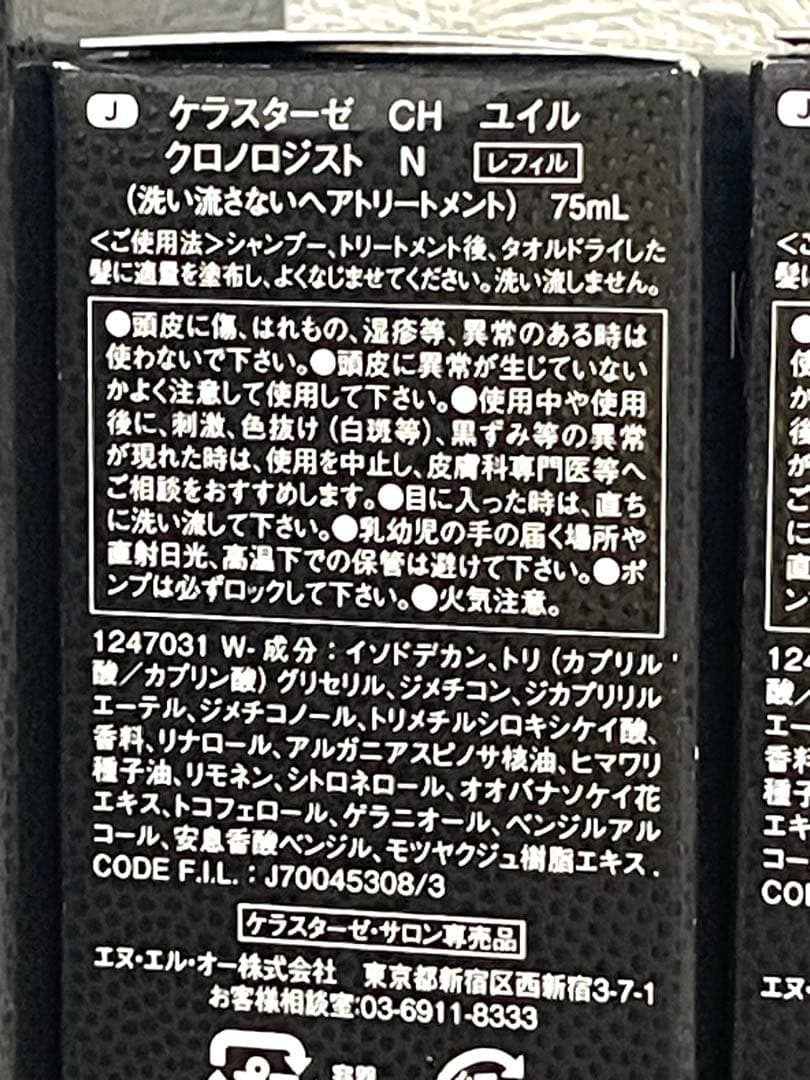 J ケラスターゼ CH ユイル
クロノロジスト N レフィル
（洗い流さないヘアトリートメント） 75mL
＜ご使用法＞シャンプー、トリートメント後、タオルドライした
髪に適量を塗布し、よくなじませてください。洗い流しません。
●頭皮に傷、はれもの、湿疹等、異常のある時は
使わないで下さい。●頭皮に異常が生じていない
かよく注意して使用して下さい。●使用中や使用
後に、刺激、色抜け（白斑等）、黒ずみ等の異常
が現れた時は、使用を中止し、皮膚科専門医等へ
ご相談をおすすめします。●目に入った時は、直ち
に洗い流して下さい。●乳幼児の手の届く場所や
直射日光、高温下での保管は避けて下さい。●ポ
ンプは必ずロックして下さい。●火気注意。
1247031 W- 成分：イソドデカン、トリ（カプリル
酸／カプリン酸）グリセリル、ジメチコン、ジカプリリル
エーテル、ジメチコノール、トリメチルシロキシケイ酸、
香料、リナロール、アルガニアスピノサ核油、ヒマワリ
種子油、リモネン、シトロネロール、オオバナソケイ花
エキス、トコフェロール、ゲラニオール、ベンジルアル
コール、安息香酸ベンジル、モツヤクジュ樹脂エキス.
CODE F.I.L.：J70045308/3
ケラスターゼ・サロン専売品
エヌ・エル・オー株式会社 東京都新宿区西新宿3-7-1
お客様相談室:03-6911-8333